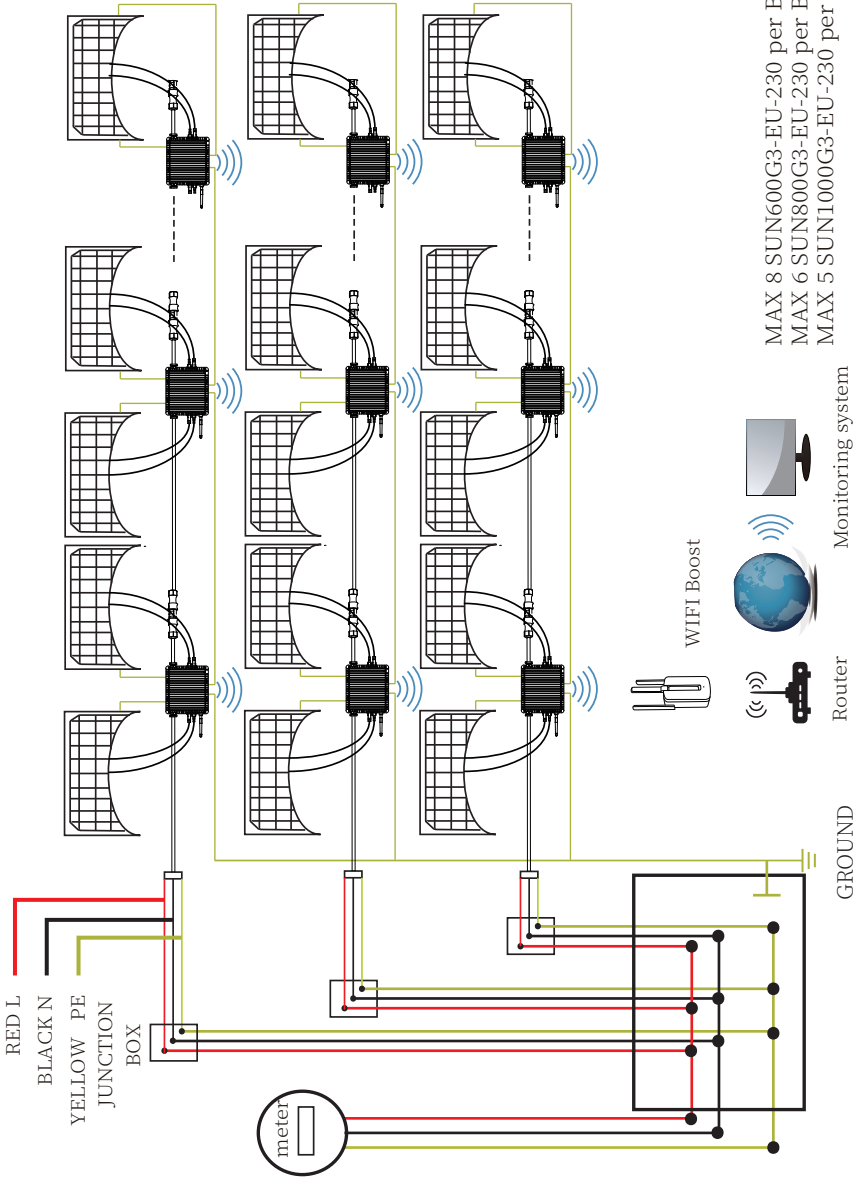 RED L
BLACK N
YELLOW PE
JUNCTION
BOX
meter
GROUND
Router
WIFI Boost
Monitoring system
MAX 8 SUN600G3-EU-230 per
MAX 6 SUN800G3-EU-230 per
MAX 5 SUN1000G3-EU-230 per